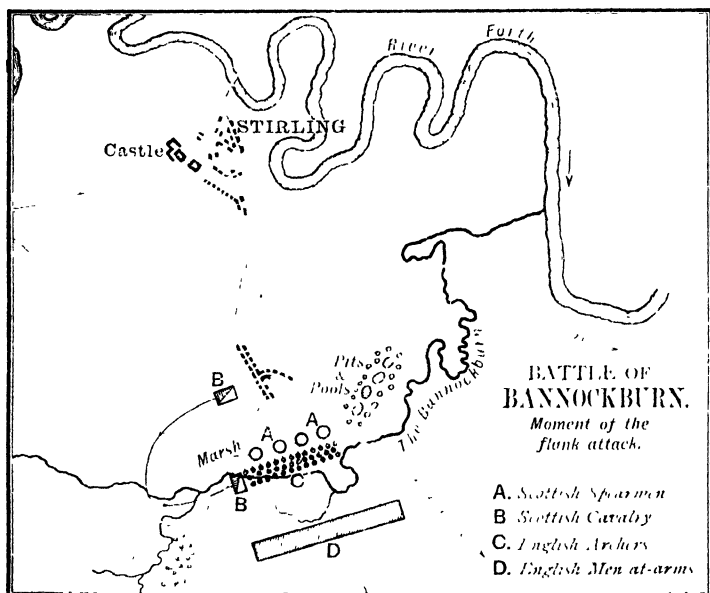 River Forth
STIRLING
Castle
B
Pits
&
Pools
The Bannockburn
A
A
Marsh
C
B
D
BATTLE OF
BANNOCKBURN.
Moment of the
flank attack.
A. Scottish Spearmen
B Scottish Cavalry
C. English Archers
D. English Men at-arms